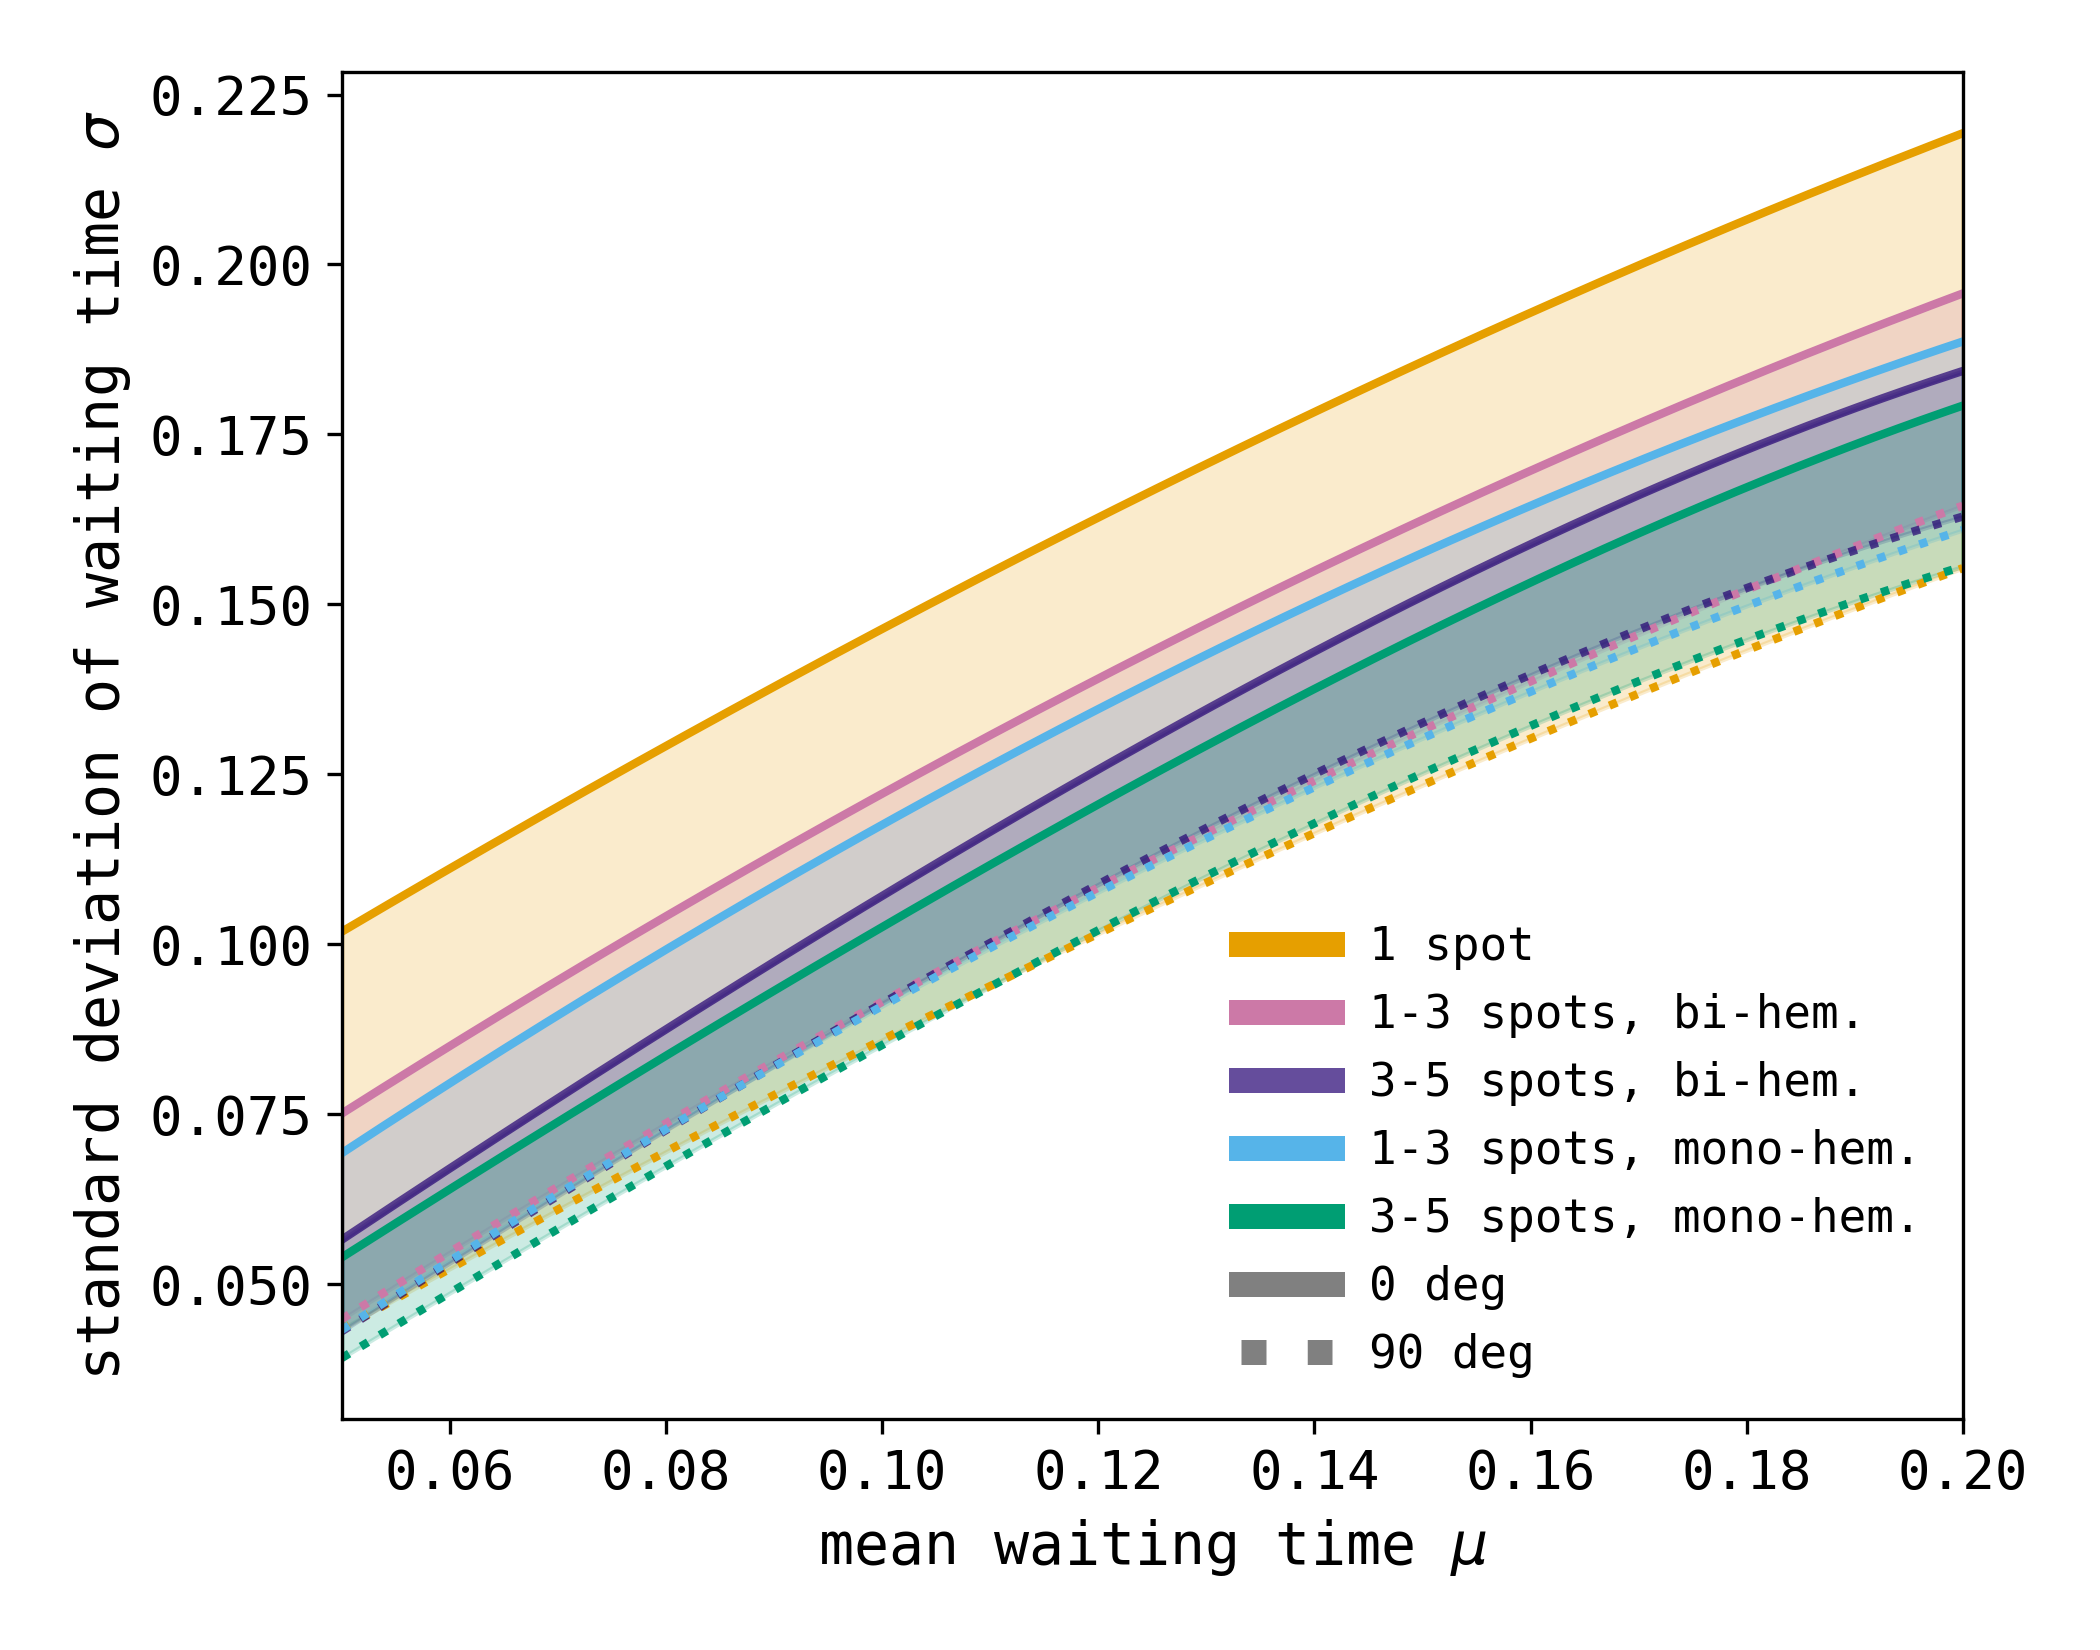 standard deviation of waiting time σ
0.225
0.200
0.175
0.150
0.125
0.100
0.075
0.050
1 spot
1-3 spots, bi-hem.
3-5 spots, bi-hem.
1-3 spots, mono-hem.
3-5 spots, mono-hem.
0 deg
90 deg
0.06 0.08 0.10 0.12 0.14 0.16 0.18 0.20
mean waiting time μ